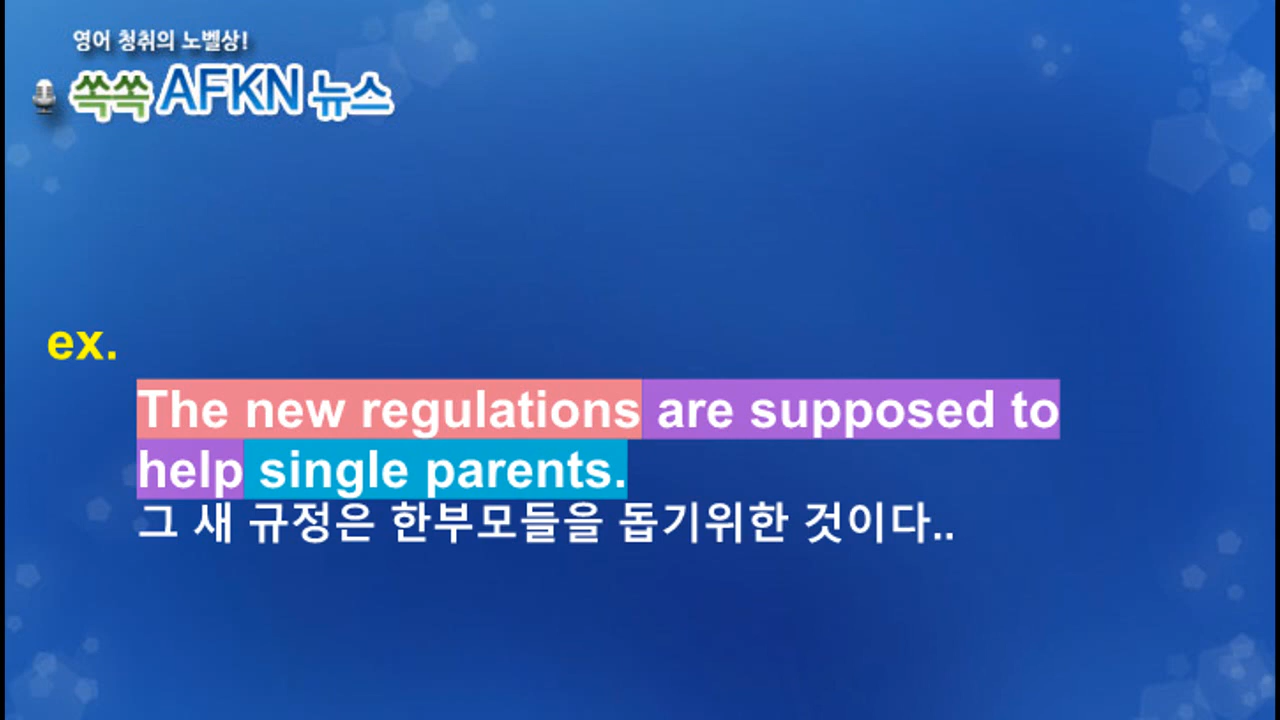 영어 청취의 노벨상!
쏙쏙 AFKN 뉴스
ex.
The new regulations are supposed to
help single parents.
그 새 규정은 한부모들을 돕기위한 것이다..